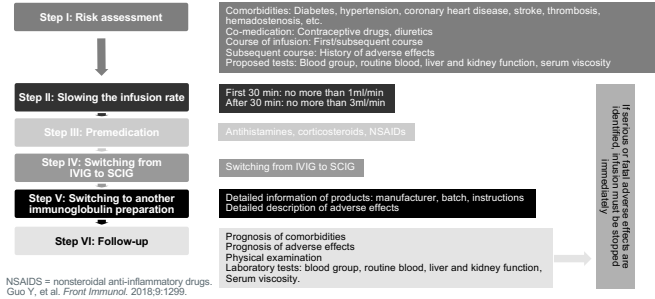 Step I: Risk assessment
Comorbidities: Diabetes, hypertension, coronary heart disease, stroke, thrombosis,
hemadostenosis, etc.
Co-medication: Contraceptive drugs, diuretics
Course of infusion: First/subsequent course
Subsequent course: History of adverse effects
Proposed tests: Blood group, routine blood, liver and kidney function, serum viscosity
Step II: Slowing the infusion rate
First 30 min: no more than 1ml/min
After 30 min: no more than 3ml/min
Step III: Premedication
Antihistamines, corticosteroids, NSAIDs
Step IV: Switching from
IVIG to SCIG
Switching from IVIG to SCIG
Step V: Switching to another
immunoglobulin preparation
Detailed information of products: manufacturer, batch, instructions
Detailed description of adverse effects
Step VI: Follow-up
Prognosis of comorbidities
Prognosis of adverse effects
Physical examination
Laboratory tests: blood group, routine blood, liver and kidney function,
Serum viscosity.
If serious or fatal adverse effects are
identified, infusion must be stopped
immediately
NSAIDS = nonsteroidal anti-inflammatory drugs.
Guo Y, et al. Front Immunol. 2018;9:1299.